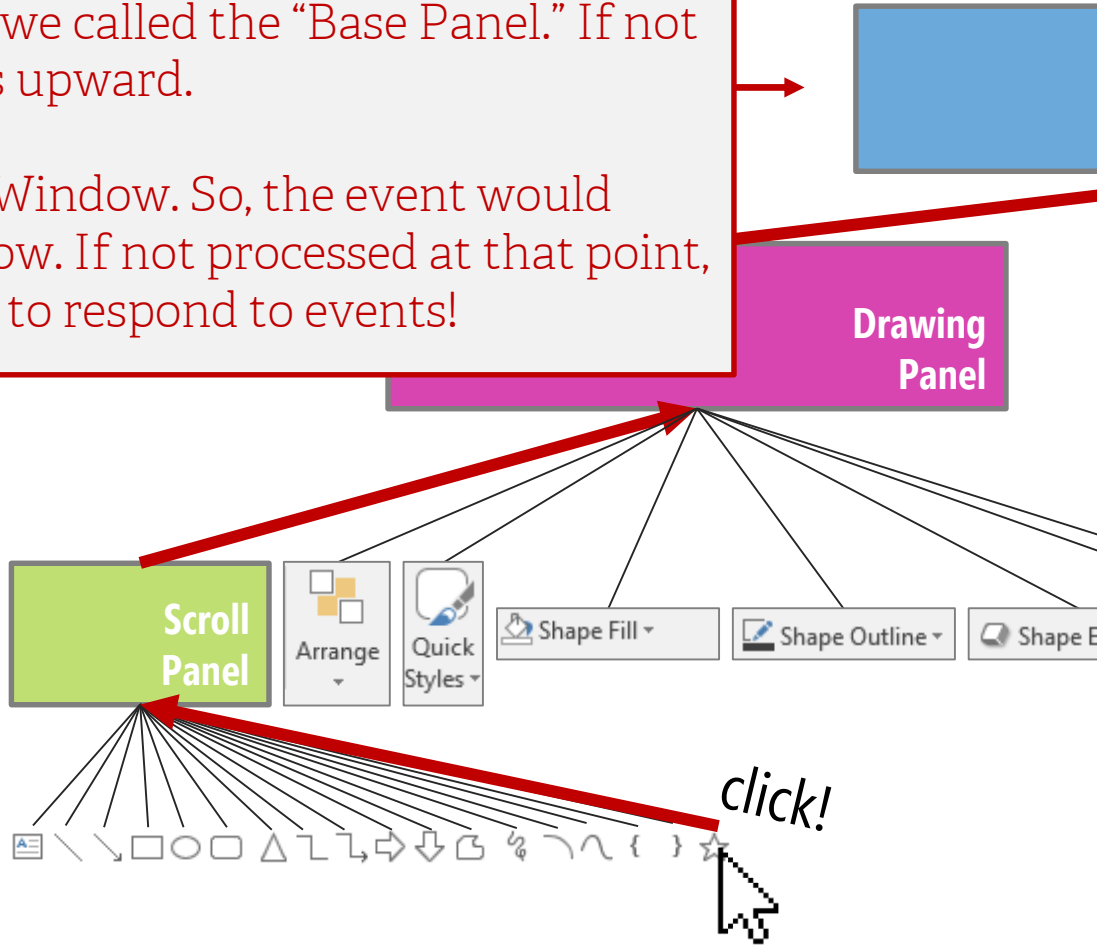 we called the “Base Panel.” If not
upward.
Window. So, the event would
If not processed at that point,
to respond to events!
Drawing
Panel
Scroll
Panel
Arrange
Quick
Styles
Shape Fill
Shape Outline
Shape E
click!